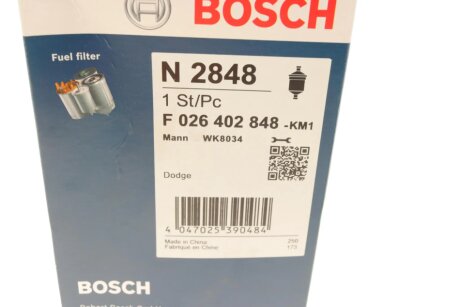 BOSCH
Fuel filter
N 2848
1 St/Pc
F 026 402 848 -KM1
Mann WK8034
Dodge
4 047025 390484
Made in China
Fabriqué en Chine
BOSCH